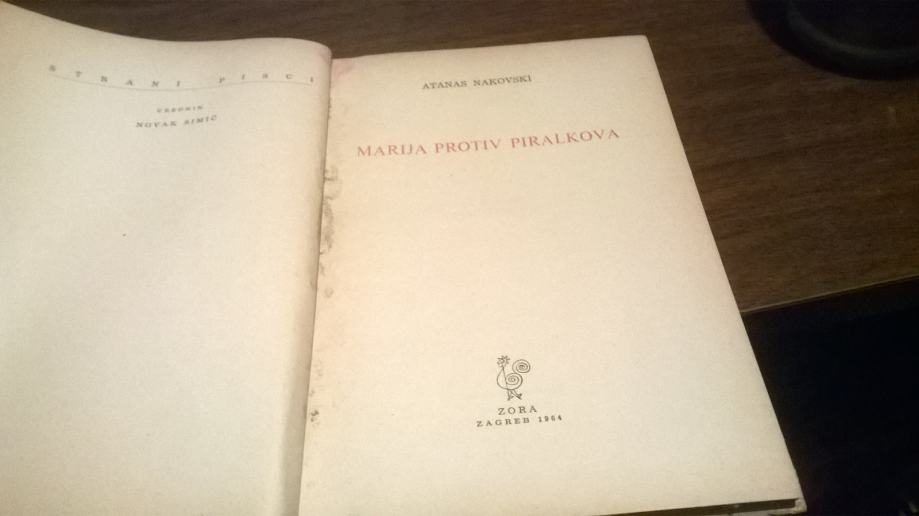 STRANI PISCI
UREDNIK
NOVAK SIMIĆ
ATANAS NAKOVSKI
MARIJA PROTIV PIRALKOVA
ZORA
ZAGREB 1964